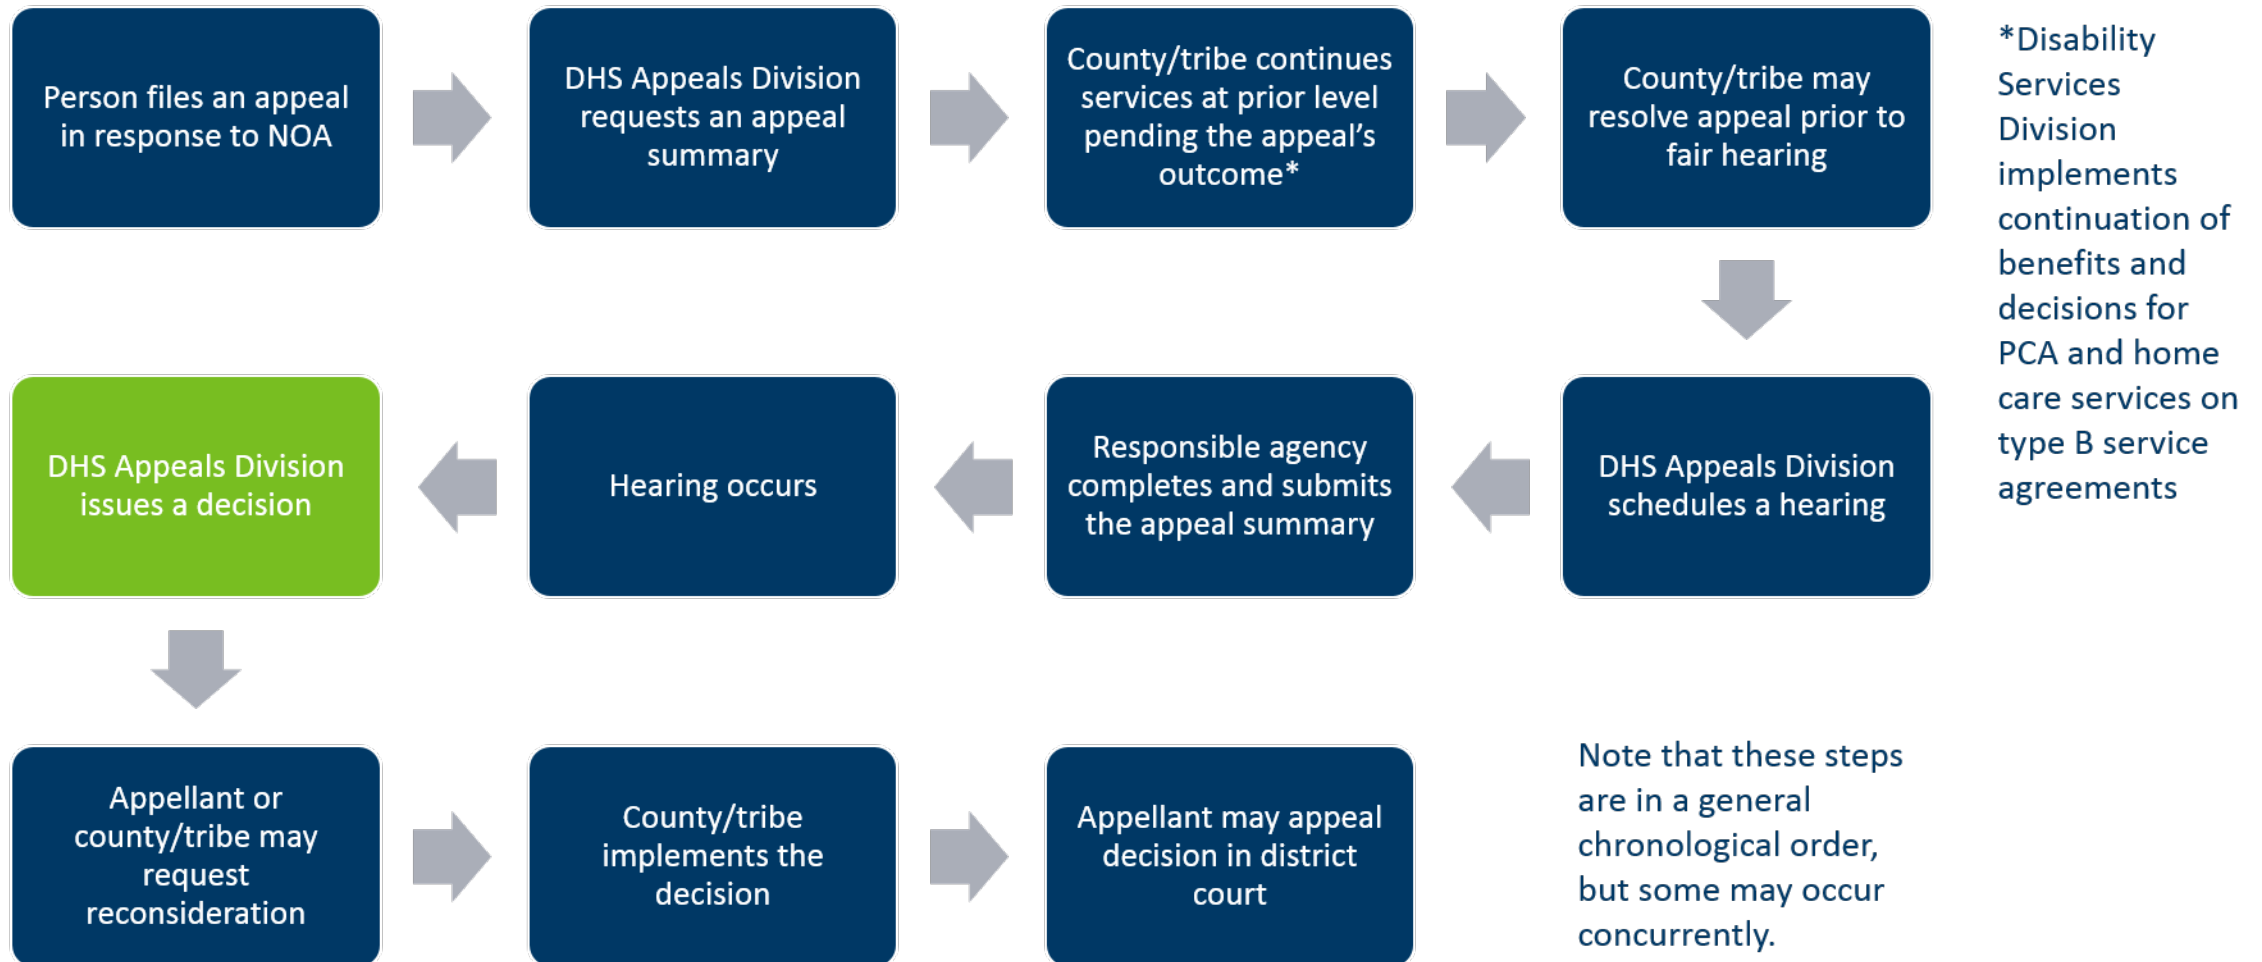 Person files an appeal
in response to NOA
DHS Appeals Division
requests an appeal
summary
County/tribe continues
services at prior level
pending the appeal's
outcome*
County/tribe may
resolve appeal prior to
fair hearing
*Disability
Services
Division
implements
continuation of
benefits and
decisions for
PCA and home
care services on
type B service
agreements
DHS Appeals Division
schedules a hearing
Responsible agency
completes and submits
the appeal summary
Hearing occurs
DHS Appeals Division
issues a decision
Appellant or
county/tribe may
request
reconsideration
County/tribe
implements the
decision
Appellant may appeal
decision in district
court
Note that these steps
are in a general
chronological order,
but some may occur
concurrently.